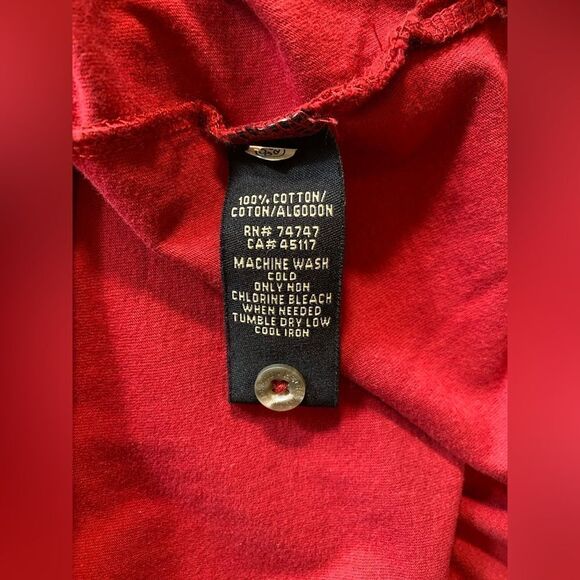 100% COTTON/
COTON/ALGODON
RN# 74747
CA# 45117
MACHINE WASH
COLD
ONLY NON
CHLORINE BLEACH
WHEN NEEDED
TUMBLE DRY LOW
COOL IRON